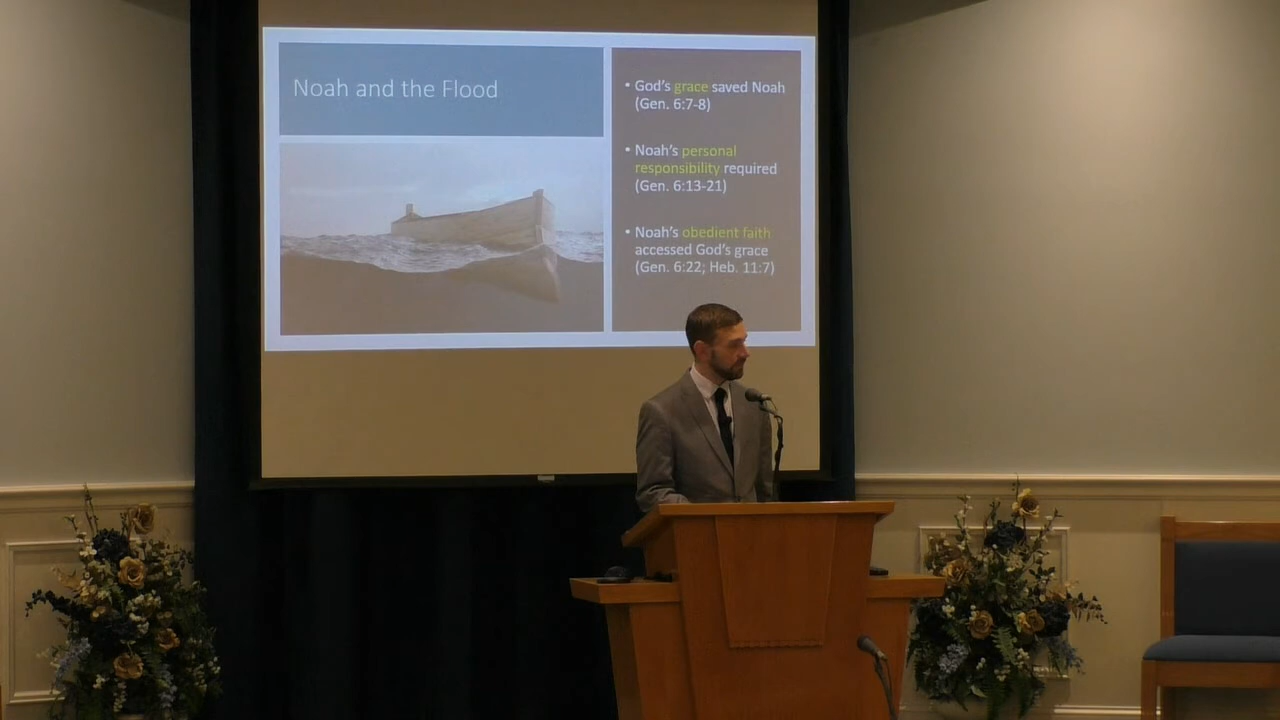 Noah and the Flood
• God's grace saved Noah
(Gen. 6:7-8)
• Noah's personal
responsibility required
(Gen. 6:13-21)
• Noah's obedient faith
accessed God's grace
(Gen. 6:22; Heb. 11:7)